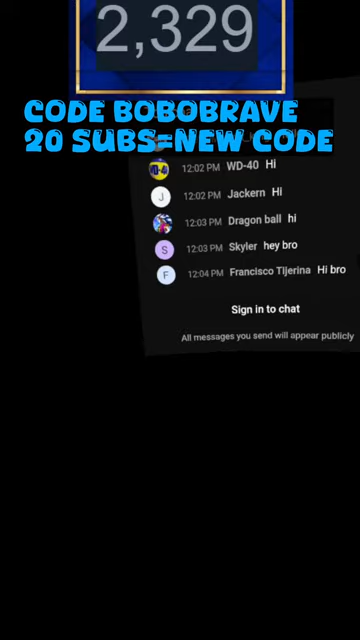 2,329
CODE BOBOBRAVE
20 SUBS=NEW CODE
WD-40
12:02 PM WD-40 Hi
J 12:02 PM Jackern Hi
12:03 PM Dragon ball hi
S 12:03 PM Skyler hey bro
F 12:04 PM Francisco Tijerina Hi bro
Sign in to chat
All messages you send will appear publicly